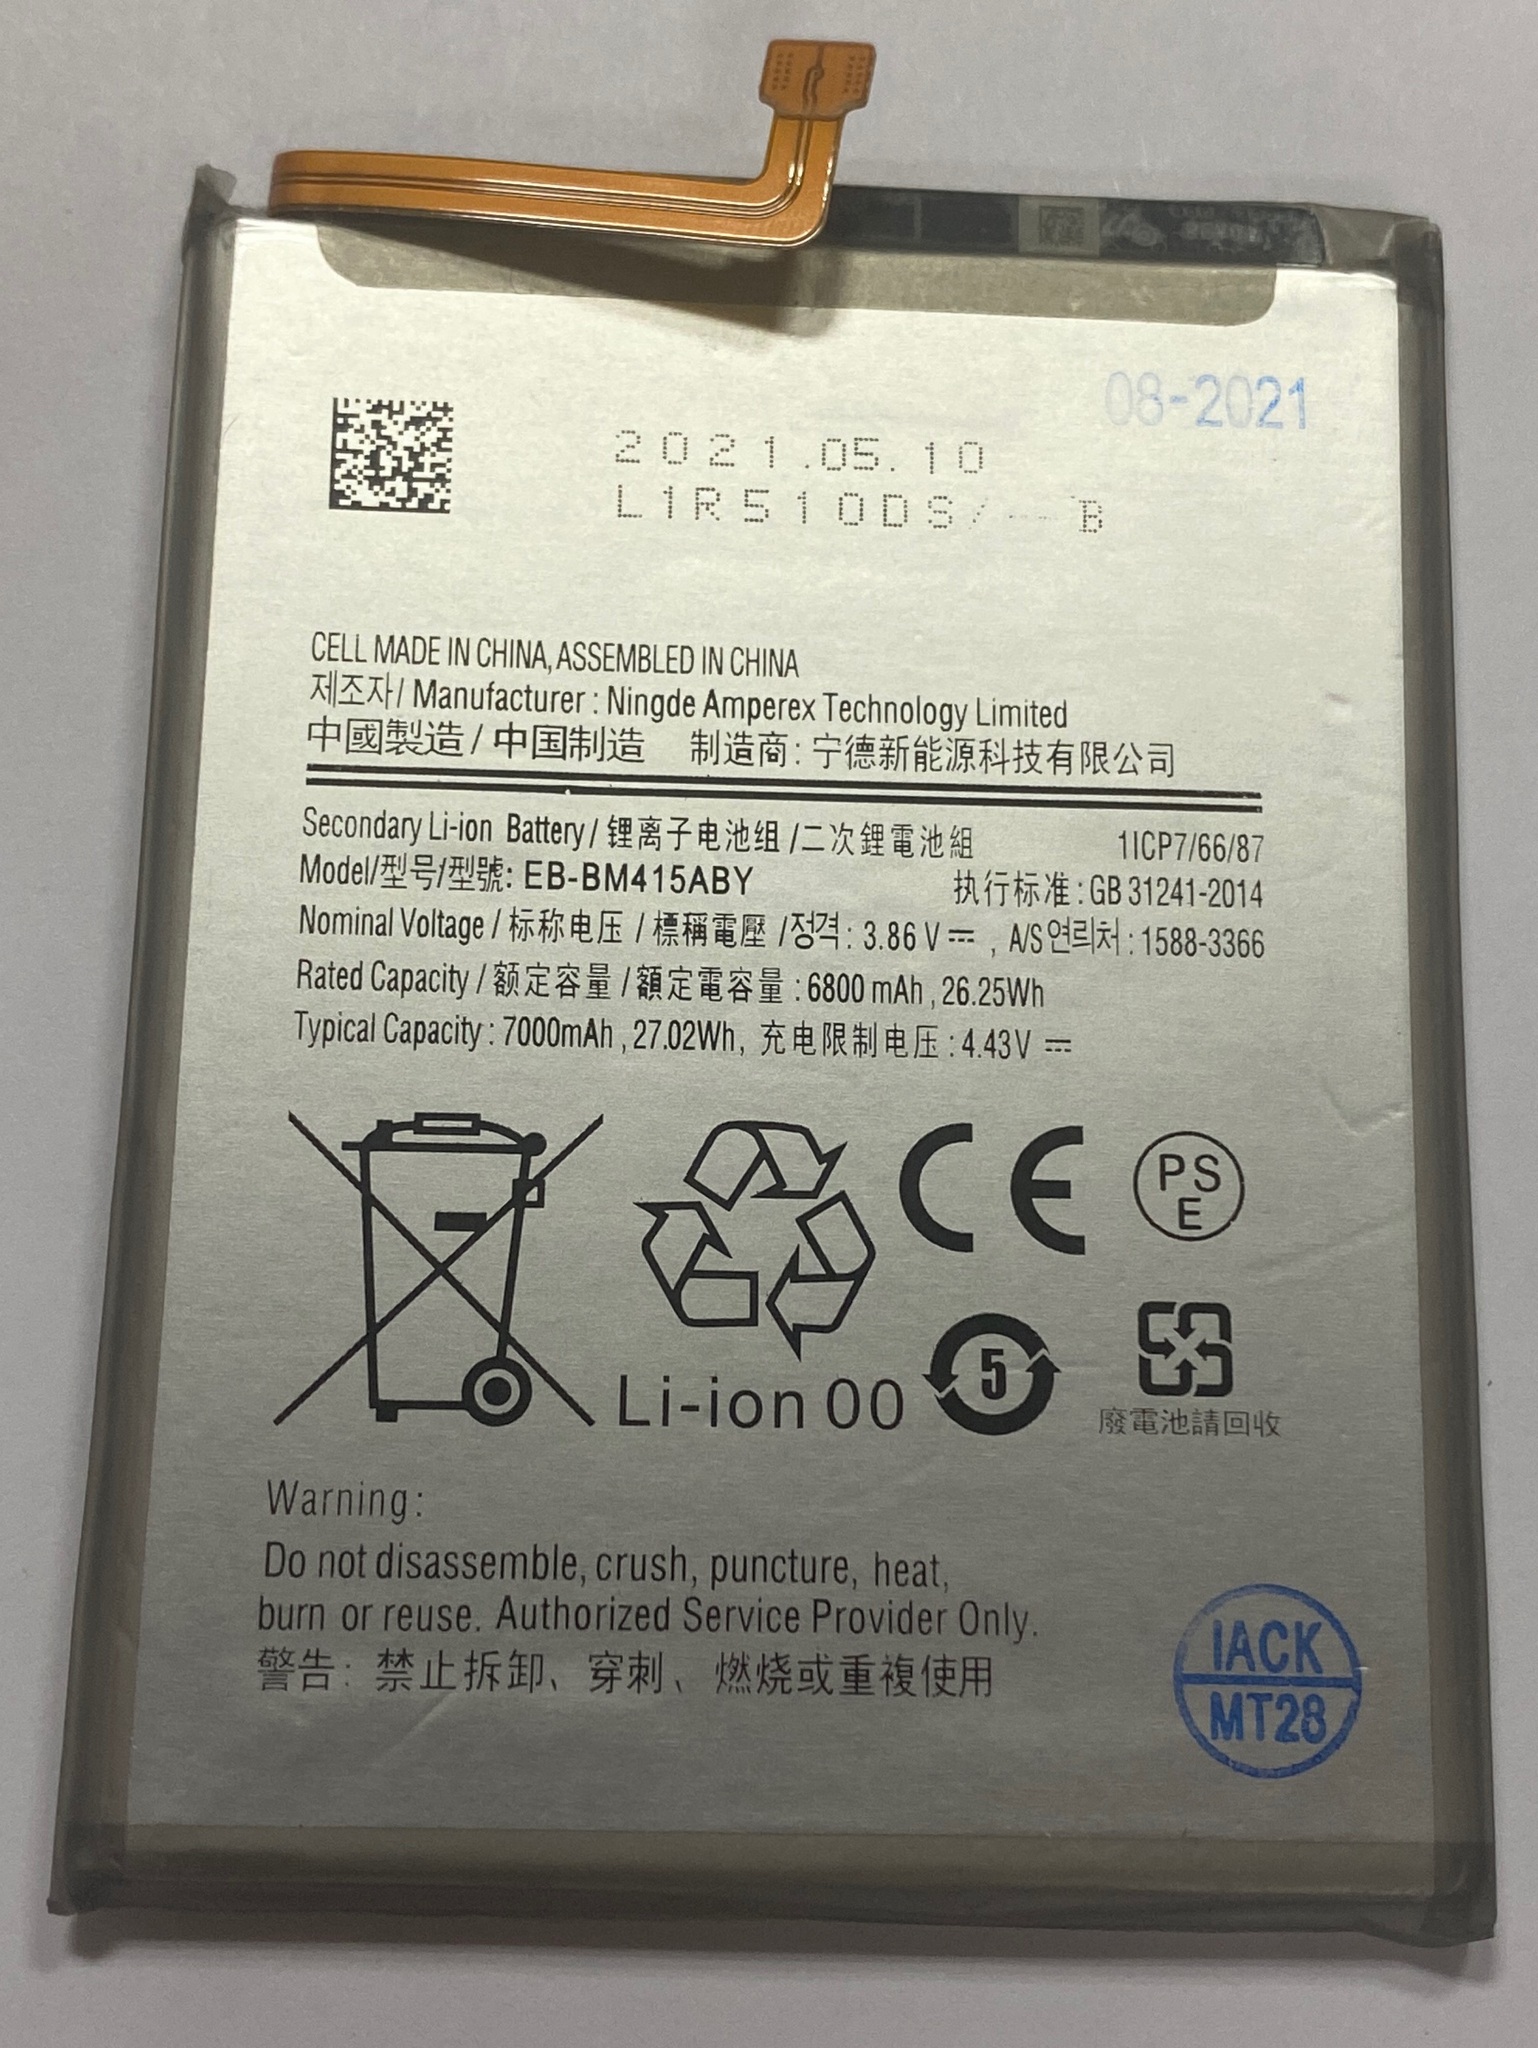 08-2021
2021.05.10
L1R510DS/-- B
CELL MADE IN CHINA, ASSEMBLED IN CHINA
제조자/ Manufacturer : Ningde Amperex Technology Limited
中國製造 / 中国制造 制造商: 宁德新能源科技有限公司
Secondary Li-ion Battery / 锂离子电池组 /二次鋰電池組 1ICP7/66/87
Model/型号/型號: EB-BM415ABY 执行标准: GB 31241-2014
Nominal Voltage / 标称电压 / 標稱電壓 /정격: 3.86 V ⎓ , A/S연락처 : 1588-3366
Rated Capacity / 额定容量 / 額定電容量 : 6800 mAh , 26.25Wh
Typical Capacity : 7000mAh , 27.02Wh, 充电限制电压 : 4.43V ⎓
CE
PS
E
Li-ion 00
5
廢電池請回收
Warning:
Do not disassemble, crush, puncture, heat,
burn or reuse. Authorized Service Provider Only.
警告: 禁止拆卸、穿刺、燃烧或重複使用
IACK
MT28